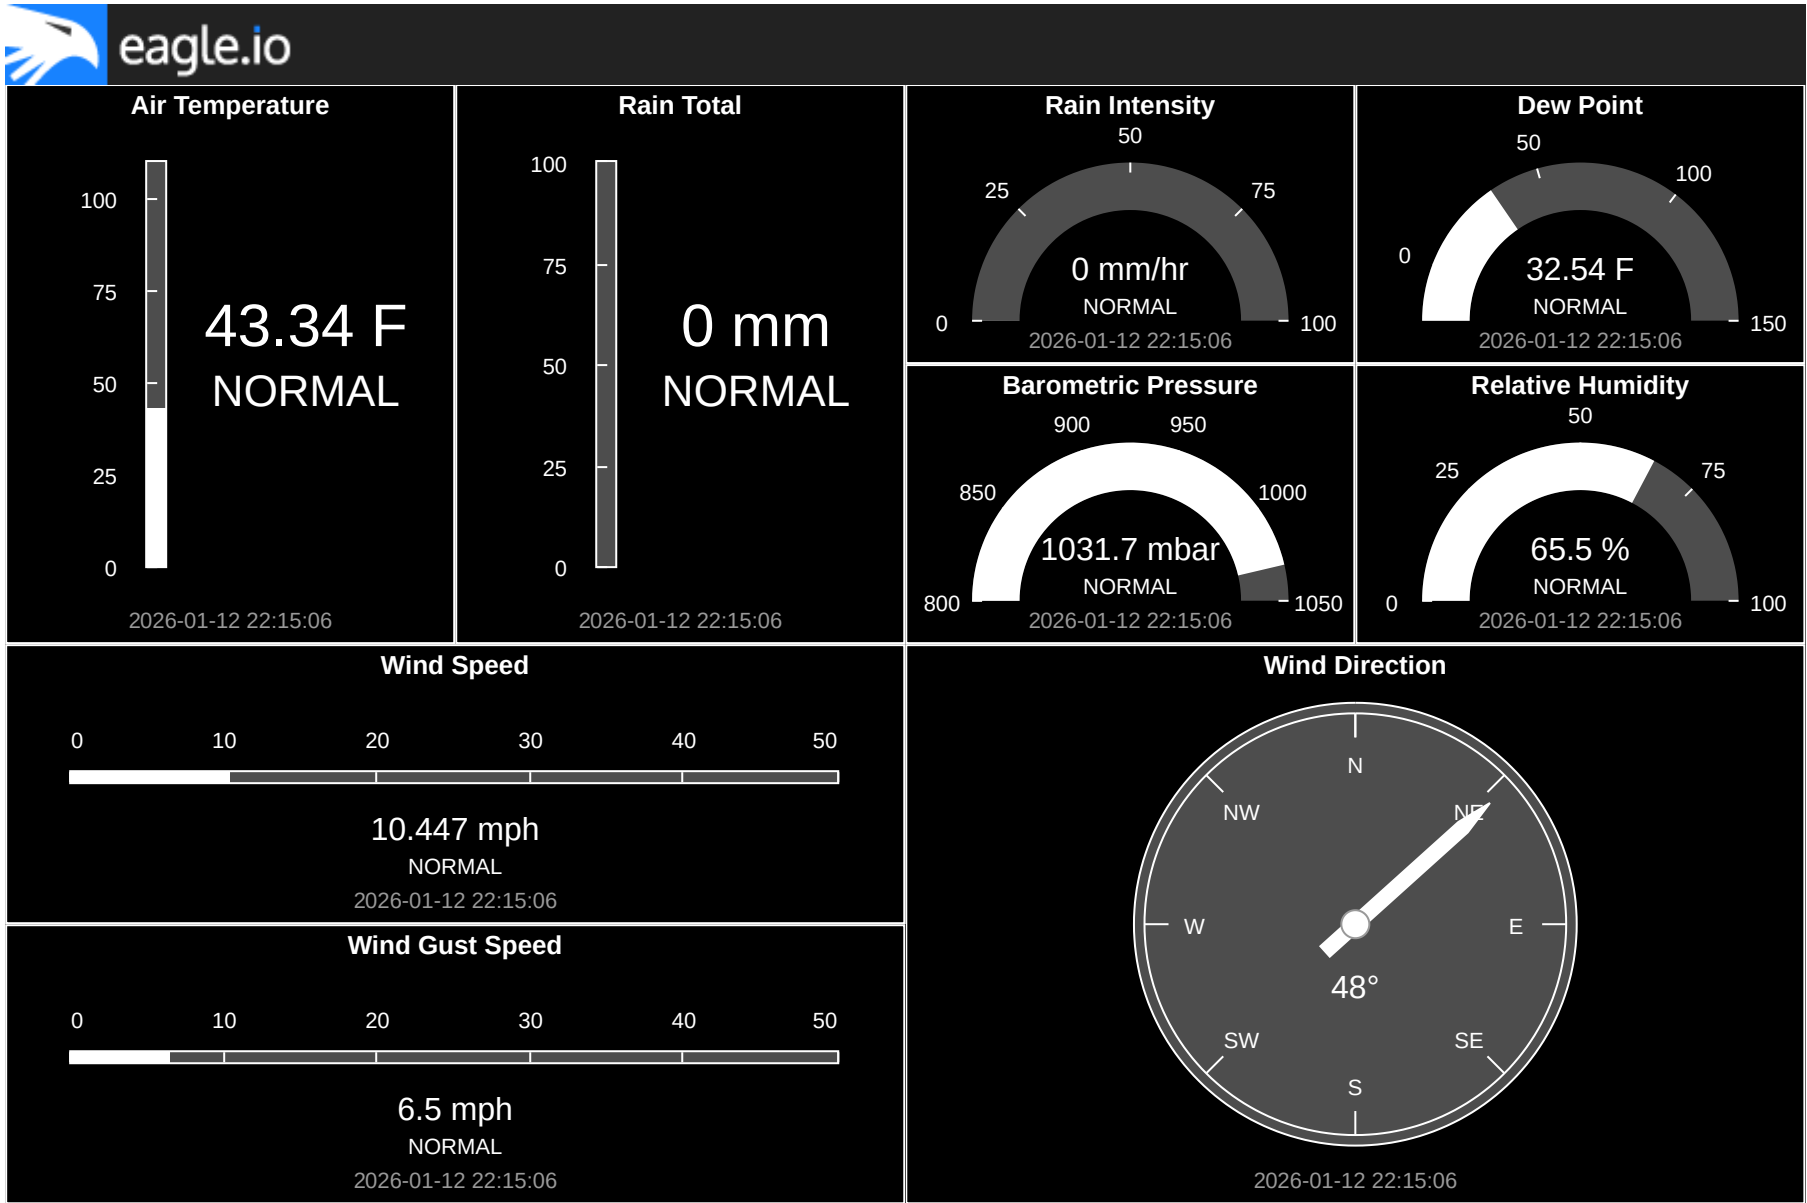 eagle.io
Air Temperature
100
75
50
25
0
43.34 F
NORMAL
2026-01-12 22:15:06
Rain Total
100
75
50
25
0
0 mm
NORMAL
2026-01-12 22:15:06
Rain Intensity
0
25
50
75
100
0 mm/hr
NORMAL
2026-01-12 22:15:06
Dew Point
0
50
100
150
32.54 F
NORMAL
2026-01-12 22:15:06
Barometric Pressure
800
850
900
950
1000
1050
1031.7 mbar
NORMAL
2026-01-12 22:15:06
Relative Humidity
0
25
50
75
100
65.5 %
NORMAL
2026-01-12 22:15:06
Wind Speed
0 10 20 30 40 50
10.447 mph
NORMAL
2026-01-12 22:15:06
Wind Gust Speed
0 10 20 30 40 50
6.5 mph
NORMAL
2026-01-12 22:15:06
Wind Direction
N
NW NE
W E
48°
SW SE
S
2026-01-12 22:15:06